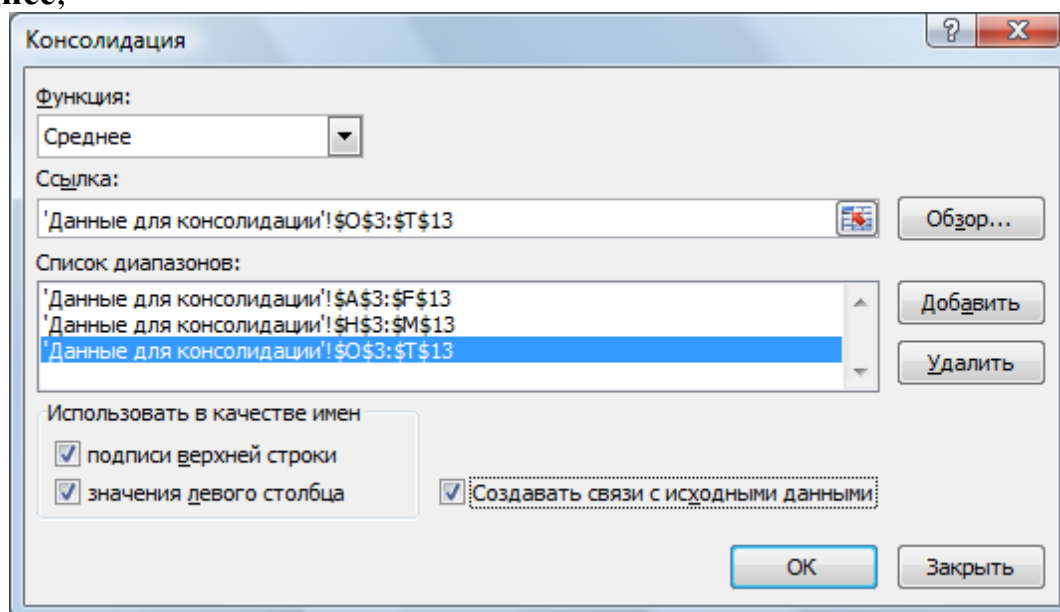 Консолидация
Функция:
Среднее
Ссылка:
'Данные для консолидации'!$O$3:$T$13
Обзор...
Список диапазонов:
'Данные для консолидации'!$A$3:$F$13
'Данные для консолидации'!$H$3:$M$13
'Данные для консолидации'!$O$3:$T$13
Добавить
Удалить
Использовать в качестве имен
подписи верхней строки
значения левого столбца
Создавать связи с исходными данными
ОК
Закрыть